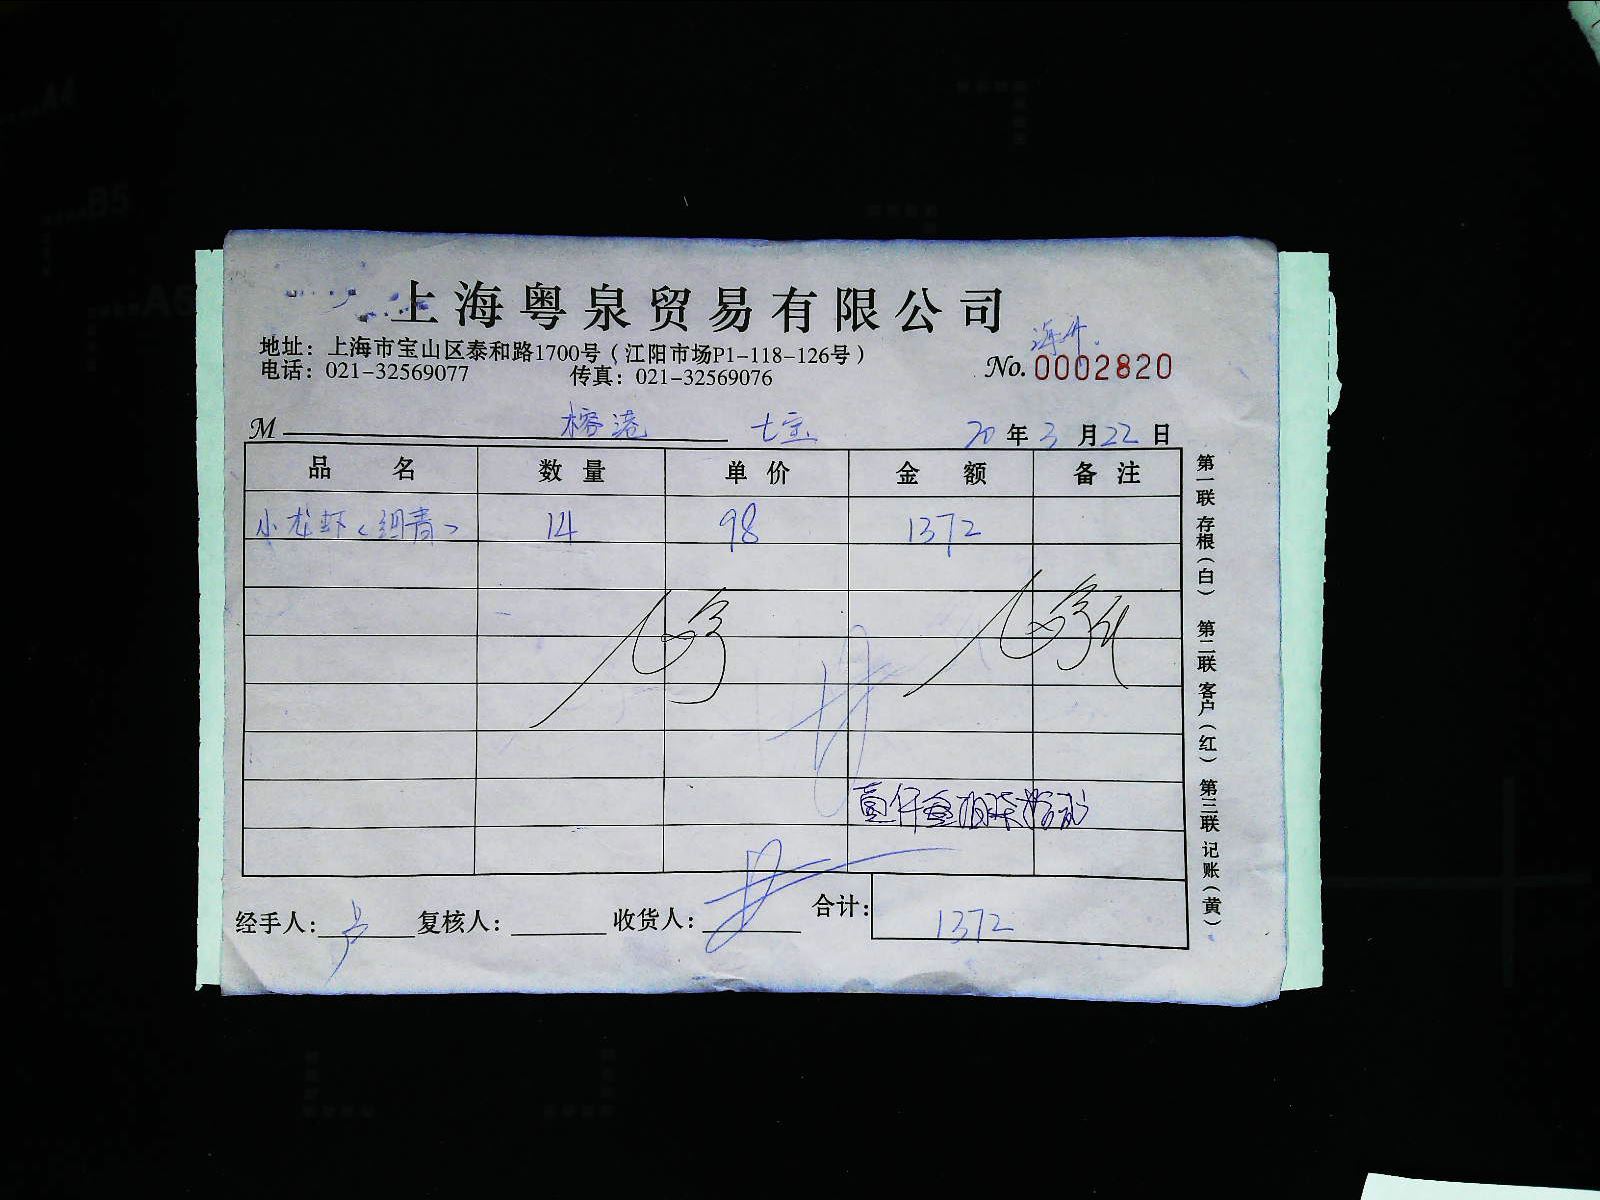 上海粤泉贸易有限公司
地址：上海市宝山区泰和路1700号（江阳市场P1-118-126号）
电话：021-32569077 传真：021-32569076
No. 0002820
M 榕港 七宝 20 年 3 月 22 日
品 名 数 量 单 价 金 额 备 注
小龙虾（细青） 14 98 1372
经手人： 复核人： 收货人： 合计： 1372
第一联 存根（白） 第二联 客户（红） 第三联 记账（黄）